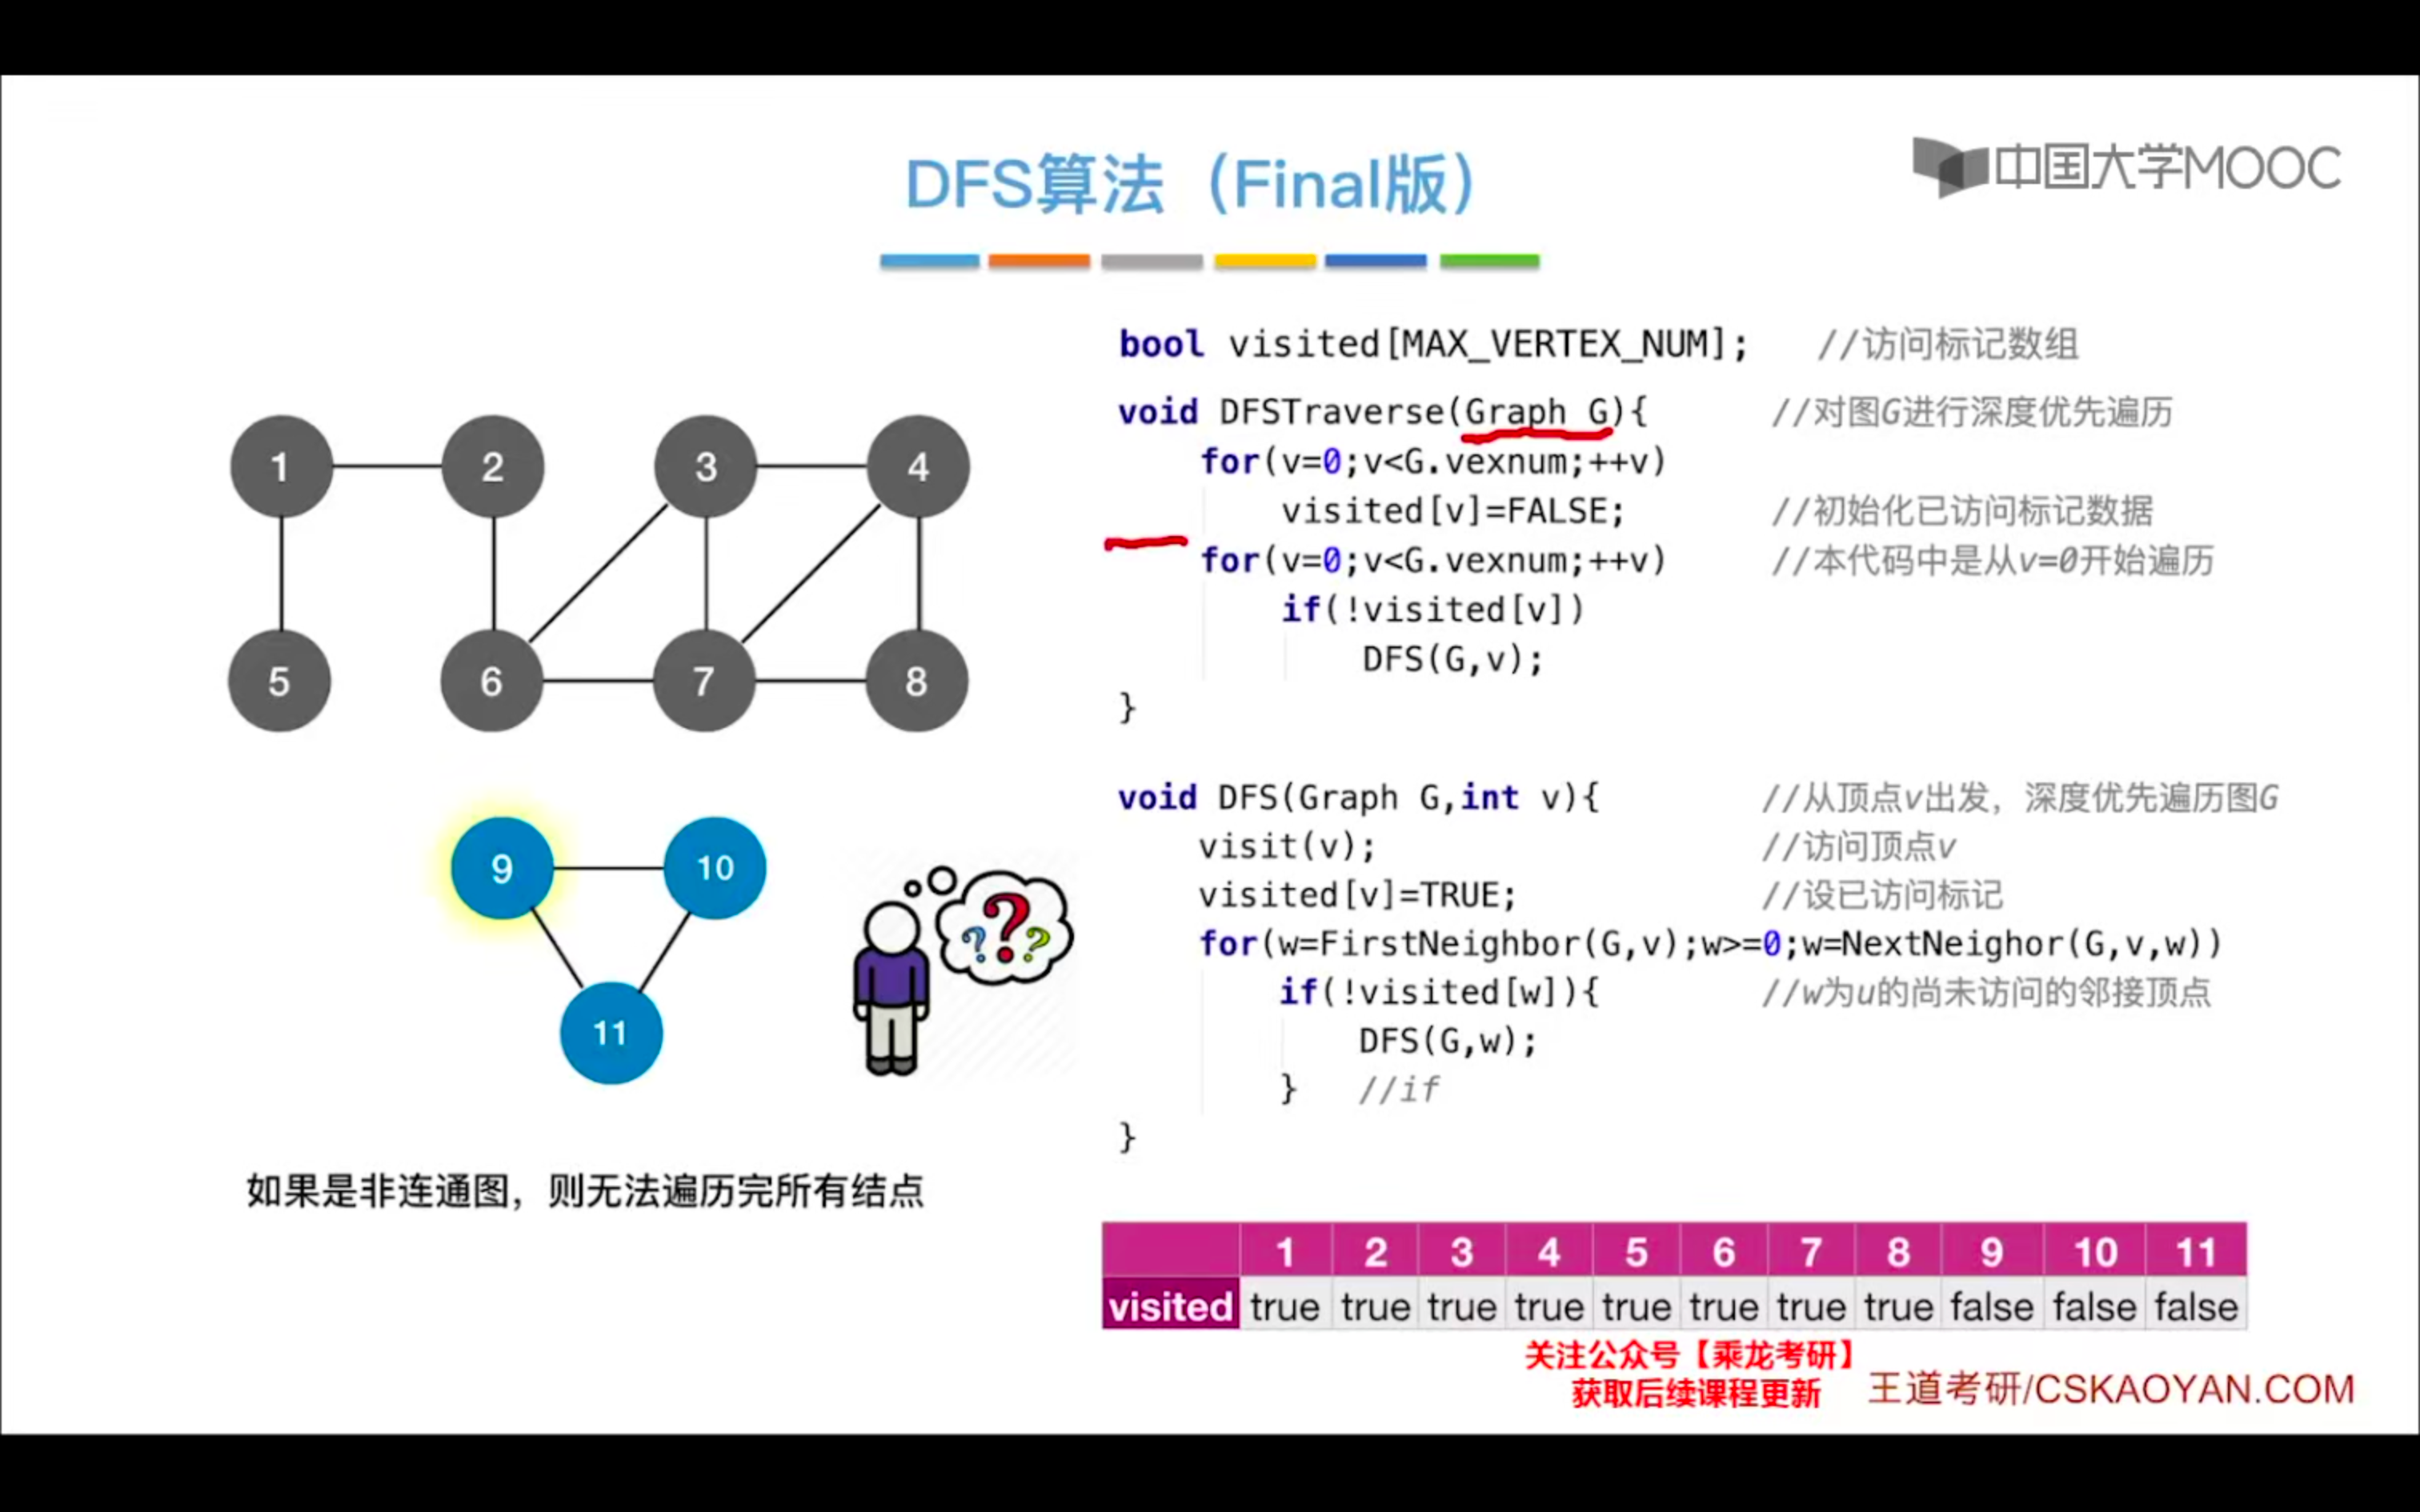 DFS算法（Final版）
中国大学MOOC
1 2 3 4
5 6 7 8
9 10
11
? ? ?
如果是非连通图，则无法遍历完所有结点
bool visited[MAX_VERTEX_NUM]; //访问标记数组
void DFSTraverse(Graph G){ //对图G进行深度优先遍历
for(v=0;v<G.vexnum;++v)
visited[v]=FALSE; //初始化已访问标记数据
for(v=0;v<G.vexnum;++v) //本代码中是从v=0开始遍历
if(!visited[v])
DFS(G,v);
}
void DFS(Graph G,int v){ //从顶点v出发，深度优先遍历图G
visit(v); //访问顶点v
visited[v]=TRUE; //设已访问标记
for(w=FirstNeighbor(G,v);w>=0;w=NextNeighor(G,v,w))
if(!visited[w]){ //w为u的尚未访问的邻接顶点
DFS(G,w);
} //if
}
1 2 3 4 5 6 7 8 9 10 11
visited true true true true true true true true false false false
关注公众号【乘龙考研】
获取后续课程更新
王道考研/CSKAOYAN.COM